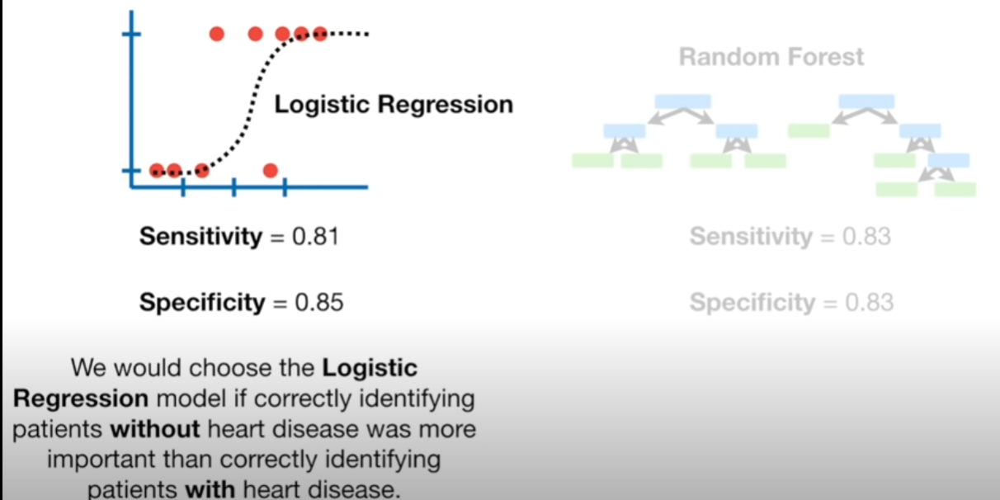 Logistic Regression
Sensitivity = 0.81
Specificity = 0.85
We would choose the Logistic
Regression model if correctly identifying
patients without heart disease was more
important than correctly identifying
patients with heart disease.
Random Forest
Sensitivity = 0.83
Specificity = 0.83